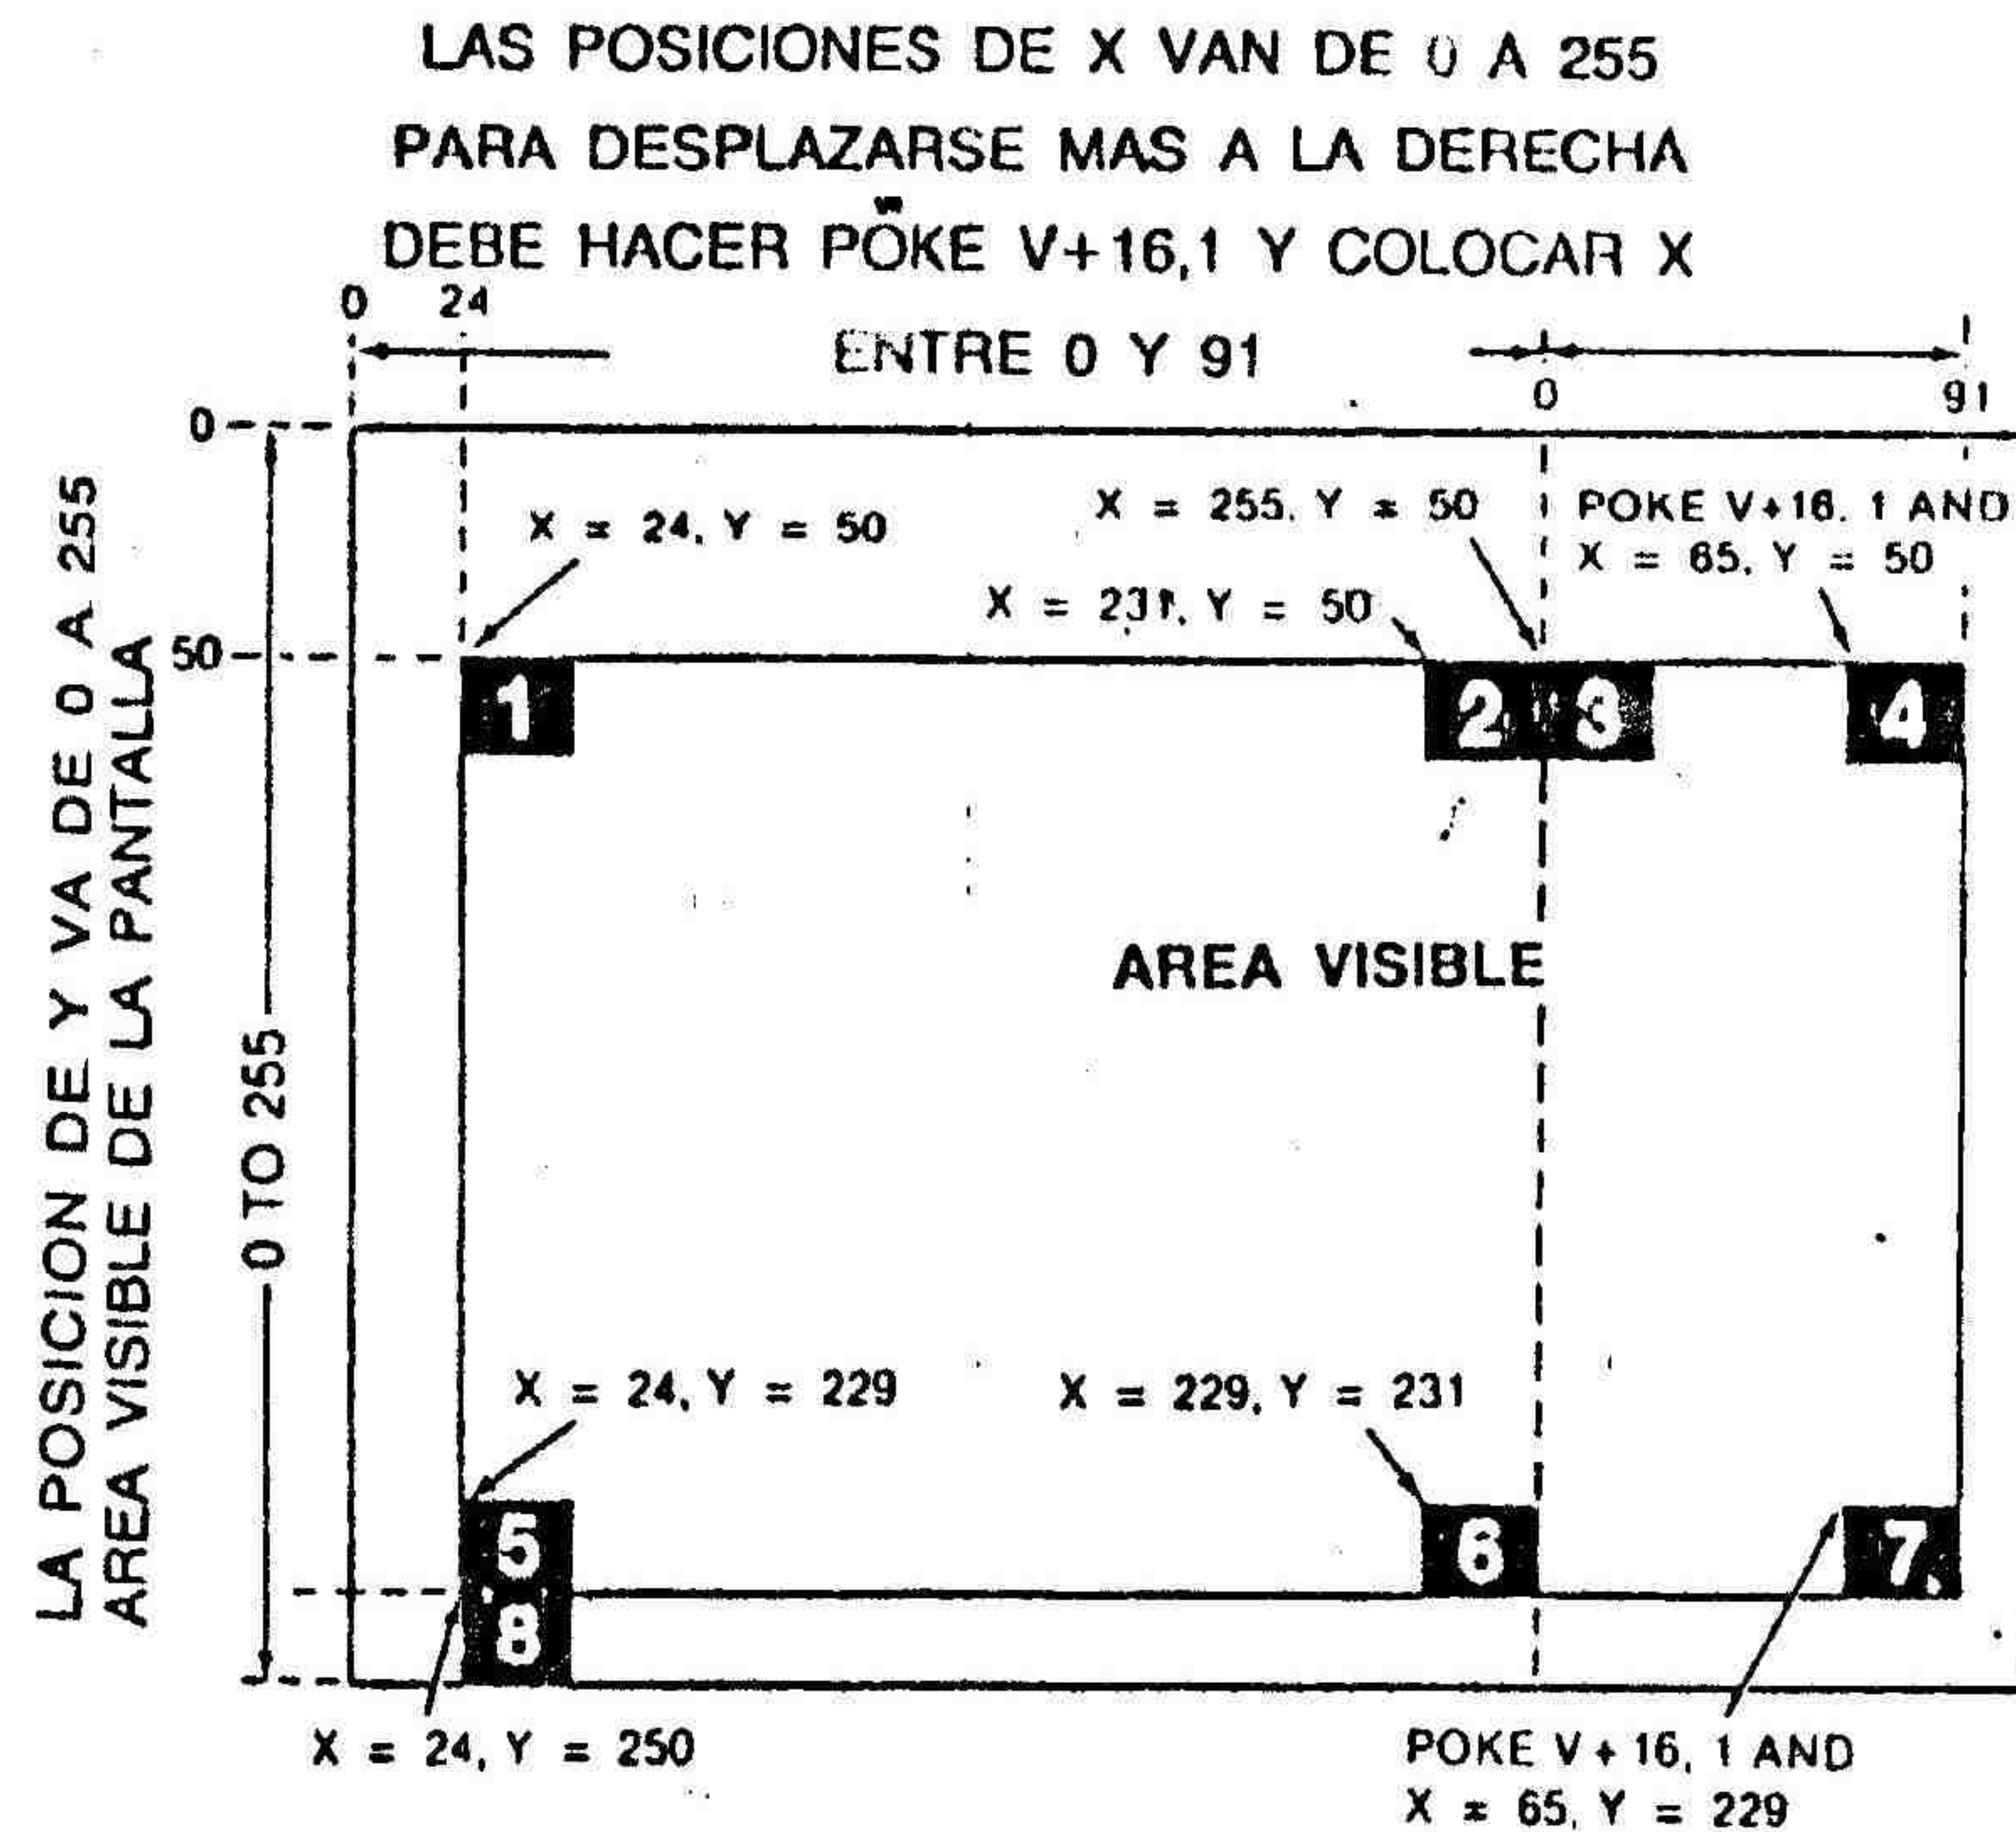 LAS POSICIONES DE X VAN DE 0 A 255
PARA DESPLAZARSE MAS A LA DERECHA
DEBE HACER POKE V+16,1 Y COLOCAR X
ENTRE 0 Y 91
0 24
0 91
0
50
LA POSICION DE Y VA DE 0 A 255
AREA VISIBLE DE LA PANTALLA
0 TO 255
X = 24, Y = 50
X = 255, Y = 50
X = 231, Y = 50
POKE V+16, 1 AND
X = 65, Y = 50
1
2 3
4
AREA VISIBLE
X = 24, Y = 229
X = 229, Y = 231
5
6
7
8
X = 24, Y = 250
POKE V + 16, 1 AND
X = 65, Y = 229